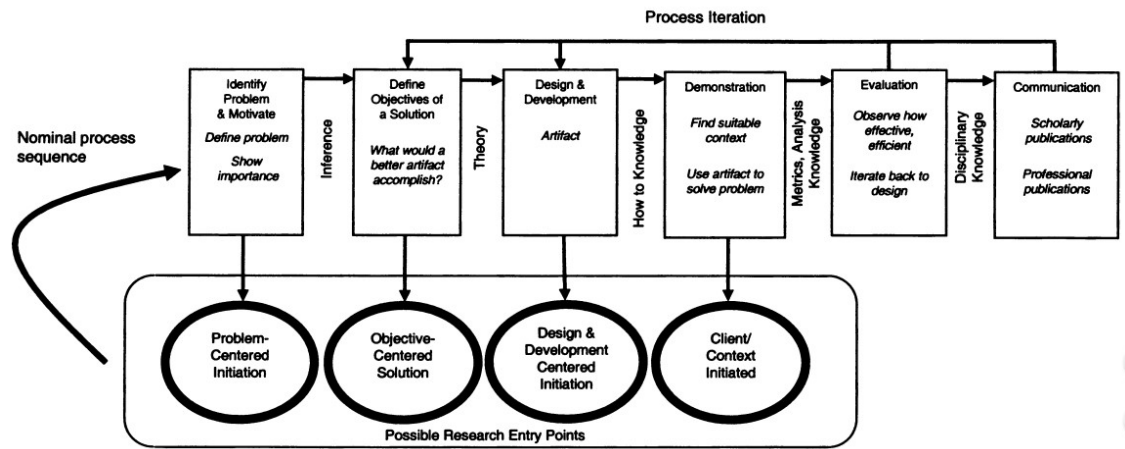 Process Iteration
Nominal process
sequence
Identify
Problem
& Motivate
Define problem
Show
importance
Inference
Define
Objectives of
a Solution
What would a
better artifact
accomplish?
Theory
Design &
Development
Artifact
How to Knowledge
Demonstration
Find suitable
context
Use artifact to
solve problem
Metrics, Analysis
Knowledge
Evaluation
Observe how
effective,
efficient
Iterate back to
design
Disciplinary
Knowledge
Communication
Scholarly
publications
Professional
publications
Problem-
Centered
Initiation
Objective-
Centered
Solution
Design &
Development
Centered
Initiation
Client/
Context
Initiated
Possible Research Entry Points